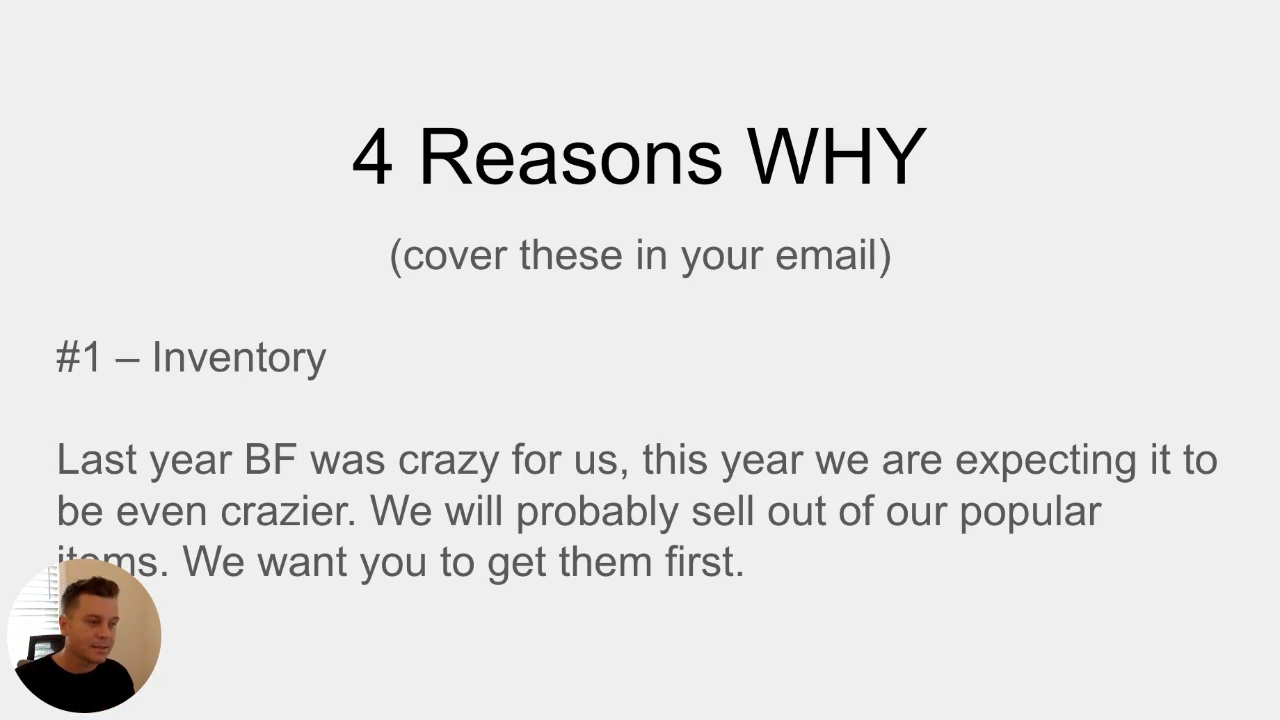 4 Reasons WHY
(cover these in your email)
#1 – Inventory
Last year BF was crazy for us, this year we are expecting it to
be even crazier. We will probably sell out of our popular
items. We want you to get them first.